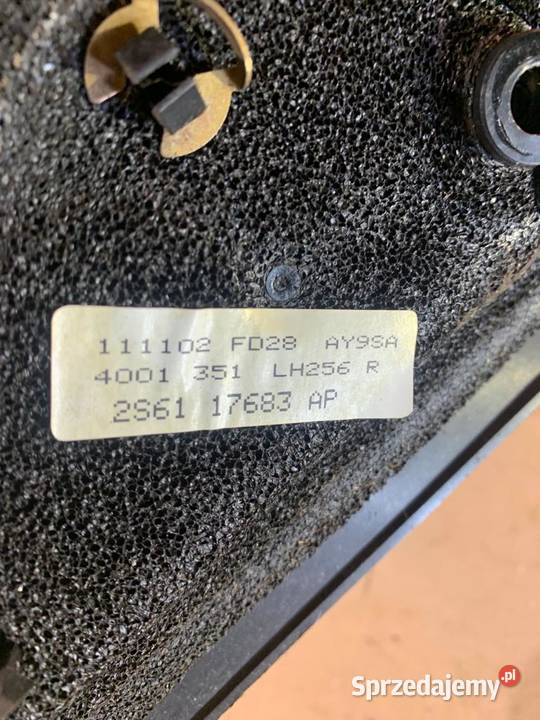 111102 FD28 AY9SA
4001 351 LH256 R
2S61 17683 AP
Sprzedajemy.pl